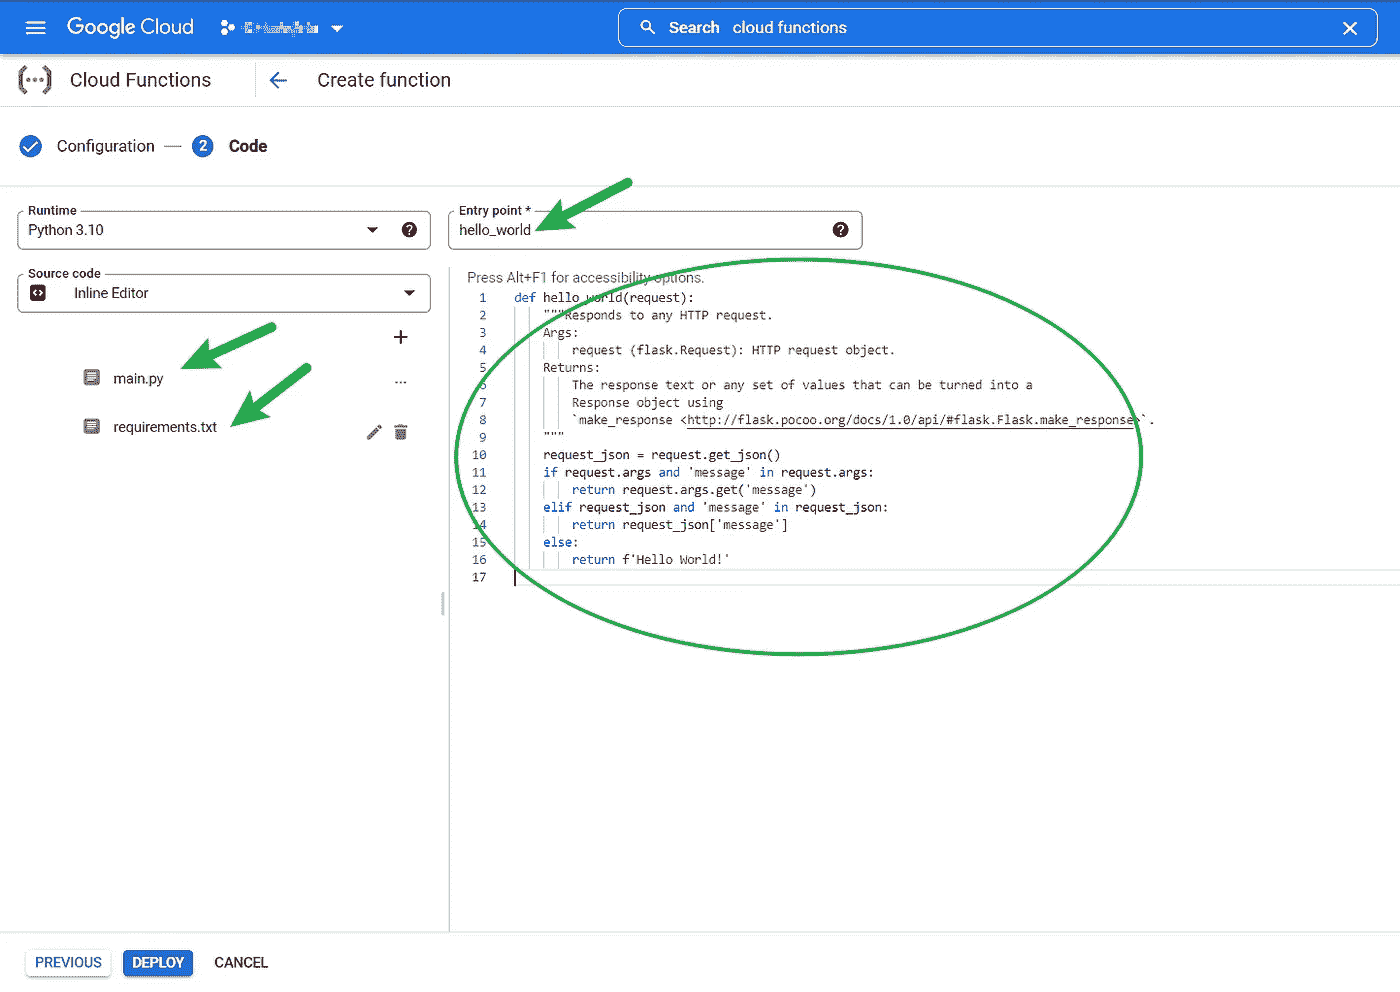 Google Cloud
Search cloud functions
Cloud Functions
Create function
Configuration
2 Code
Runtime
Python 3.10
Entry point *
hello_world
Source code
Inline Editor
main.py
...
requirements.txt
Press Alt+F1 for accessibility options.
1 def hello_world(request):
2 """Responds to any HTTP request.
3 Args:
4 request (flask.Request): HTTP request object.
5 Returns:
6 The response text or any set of values that can be turned into a
7 Response object using
8 `make_response <http://flask.pocoo.org/docs/1.0/api/#flask.Flask.make_response>`.
9 """
10 request_json = request.get_json()
11 if request.args and 'message' in request.args:
12 return request.args.get('message')
13 elif request_json and 'message' in request_json:
14 return request_json['message']
15 else:
16 return f'Hello World!'
17
PREVIOUS
DEPLOY
CANCEL